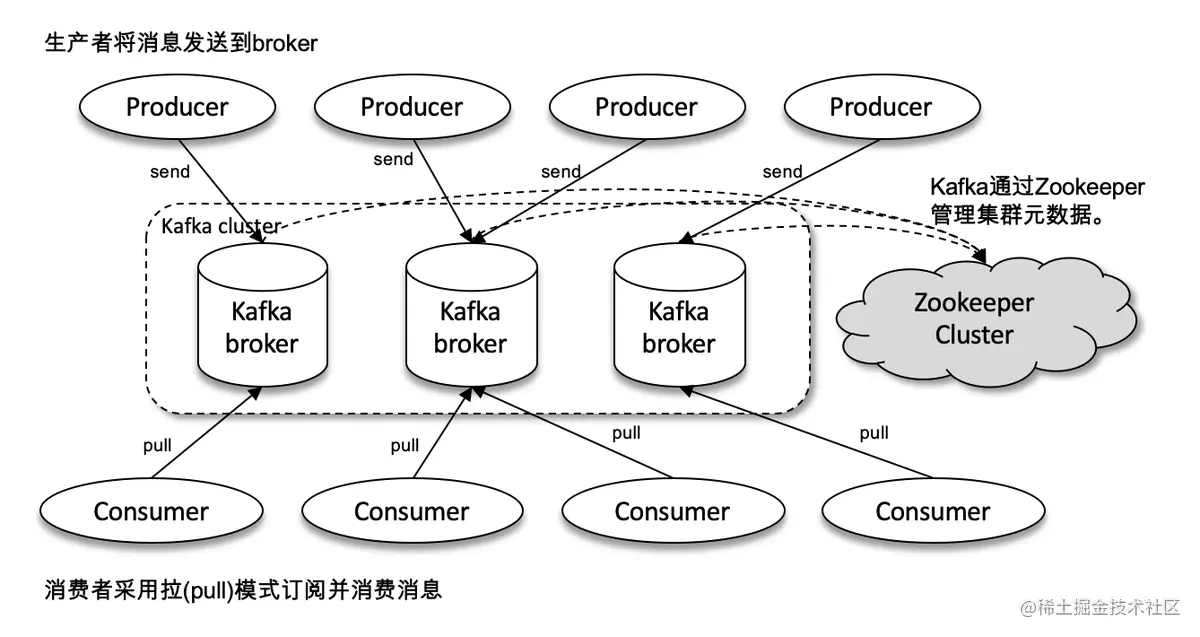 生产者将消息发送到broker
Producer
Producer
Producer
Producer
send
send
send
send
Kafka通过Zookeeper
管理集群元数据。
Kafka cluster
Kafka
broker
Kafka
broker
Kafka
broker
Zookeeper
Cluster
pull
pull
pull
pull
Consumer
Consumer
Consumer
Consumer
消费者采用拉(pull)模式订阅并消费消息
@稀土掘金技术社区